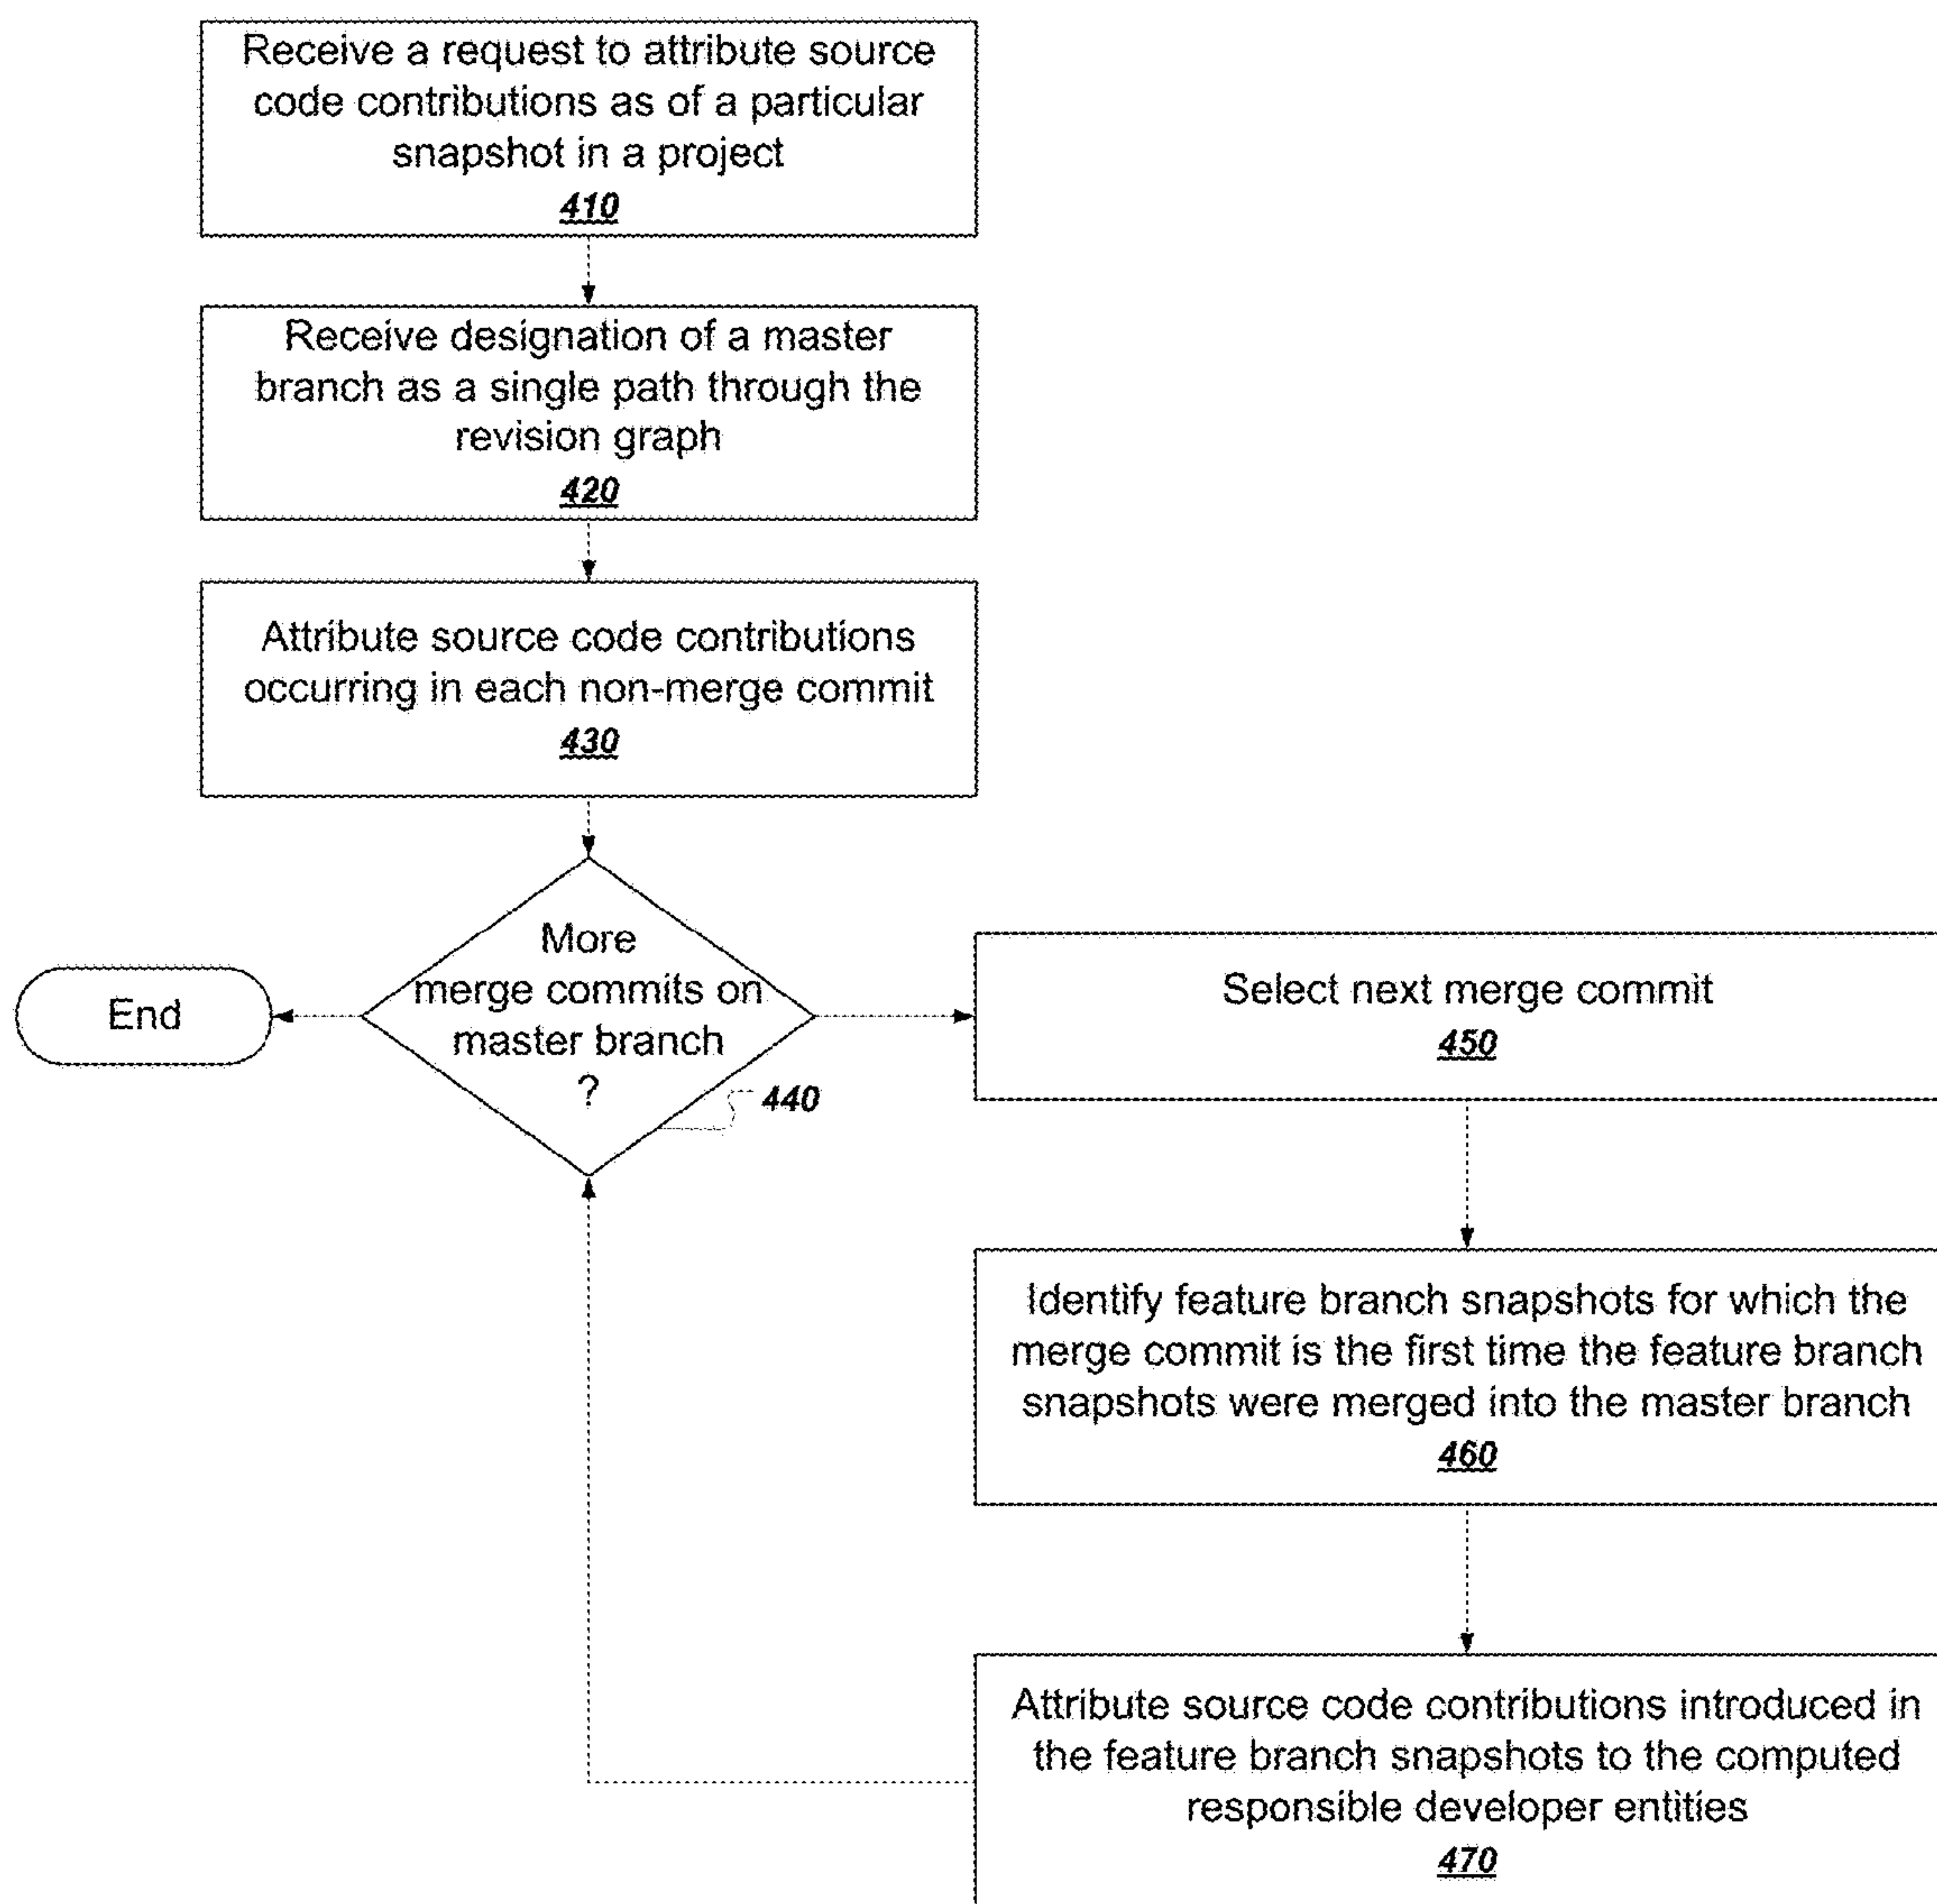 Receive a request to attribute source
code contributions as of a particular
snapshot in a project
410
Receive designation of a master
branch as a single path through the
revision graph
420
Attribute source code contributions
occurring in each non-merge commit
430
More
merge commits on
master branch
?
440
End
Select next merge commit
450
Identify feature branch snapshots for which the
merge commit is the first time the feature branch
snapshots were merged into the master branch
460
Attribute source code contributions introduced in
the feature branch snapshots to the computed
responsible developer entities
470